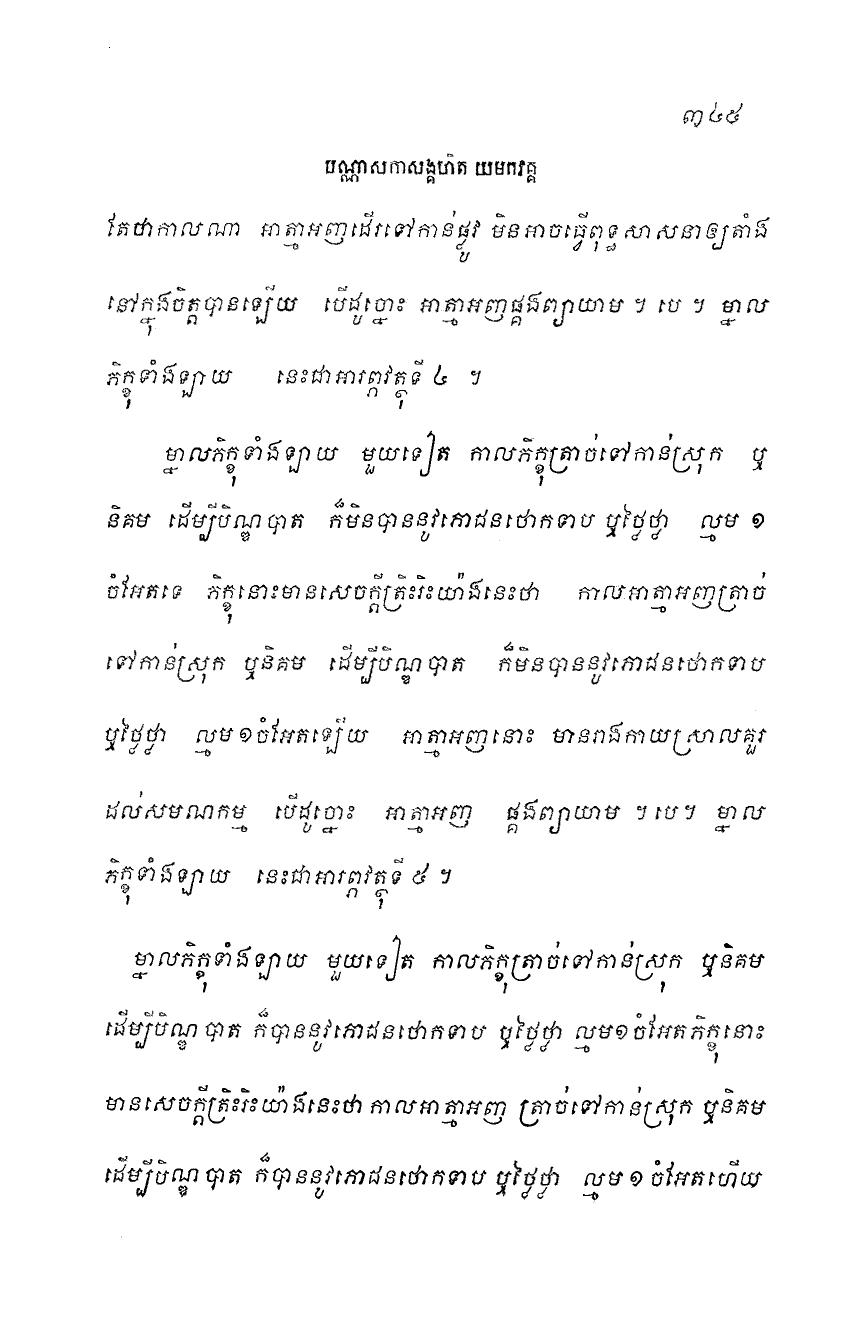 ៣៤៥
បណ្ណាសកាសង្គហិត យមកវគ្គ
តែថាកាលណា អាត្មាអញដើរទៅកាន់ផ្លូវ មិនអាចធ្វើពុទ្ធសាសនាឲ្យតាំង
នៅក្នុងចិត្តបានឡើយ បើដូច្នោះ អាត្មាអញផ្គងព្យាយាម ។ បេ ។ ម្នាល
ភិក្ខុទាំងឡាយ នេះជាអារព្ភវត្ថុទី ៤ ។
ម្នាលភិក្ខុទាំងឡាយ មួយទៀត កាលភិក្ខុត្រាច់ទៅកាន់ស្រុក ឬ
និគម ដើម្បីបិណ្ឌបាត ក៏មិនបាននូវភោជនថោកទាប ឬថ្លៃថ្លា ល្មម ១
ចំអែតទេ ភិក្ខុនោះមានសេចក្តីត្រិះរិះយ៉ាងនេះថា កាលអាត្មាអញត្រាច់
ទៅកាន់ស្រុក ឬនិគម ដើម្បីបិណ្ឌបាត ក៏មិនបាននូវភោជនថោកទាប
ឬថ្លៃថ្លា ល្មម១ចំអែតឡើយ អាត្មាអញនោះ មានរាងកាយស្រាលគួរ
ដល់សមណកម្ម បើដូច្នោះ អាត្មាអញ ផ្គងព្យាយាម ។ បេ។ ម្នាល
ភិក្ខុទាំងឡាយ នេះជាអារព្ភវត្ថុទី ៥ ។
ម្នាលភិក្ខុទាំងឡាយ មួយទៀត កាលភិក្ខុត្រាច់ទៅកាន់ស្រុក ឬនិគម
ដើម្បីបិណ្ឌបាត ក៏បាននូវភោជនថោកទាប ឬថ្លៃថ្លា ល្មម១ចំអែតភិក្ខុនោះ
មានសេចក្តីត្រិះរិះយ៉ាងនេះថា កាលអាត្មាអញ ត្រាច់ទៅកាន់ស្រុក ឬនិគម
ដើម្បីបិណ្ឌបាត ក៏បាននូវភោជនថោកទាប ឬថ្លៃថ្លា ល្មម១ចំអែតហើយ